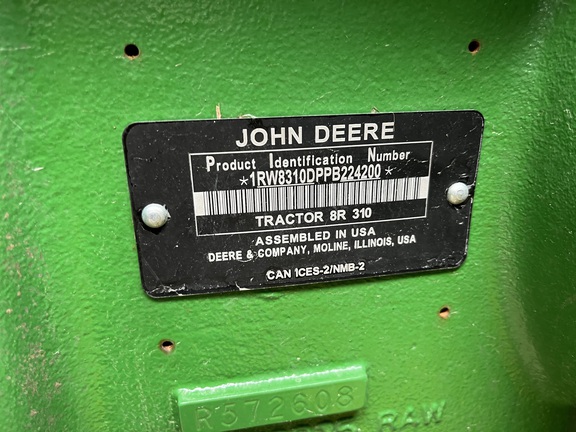 JOHN DEERE
Product Identification Number
*1RW8310DPPB224200*
TRACTOR 8R 310
ASSEMBLED IN USA
DEERE & COMPANY, MOLINE, ILLINOIS, USA
CAN ICES-2/NMB-2
R572608
RAW